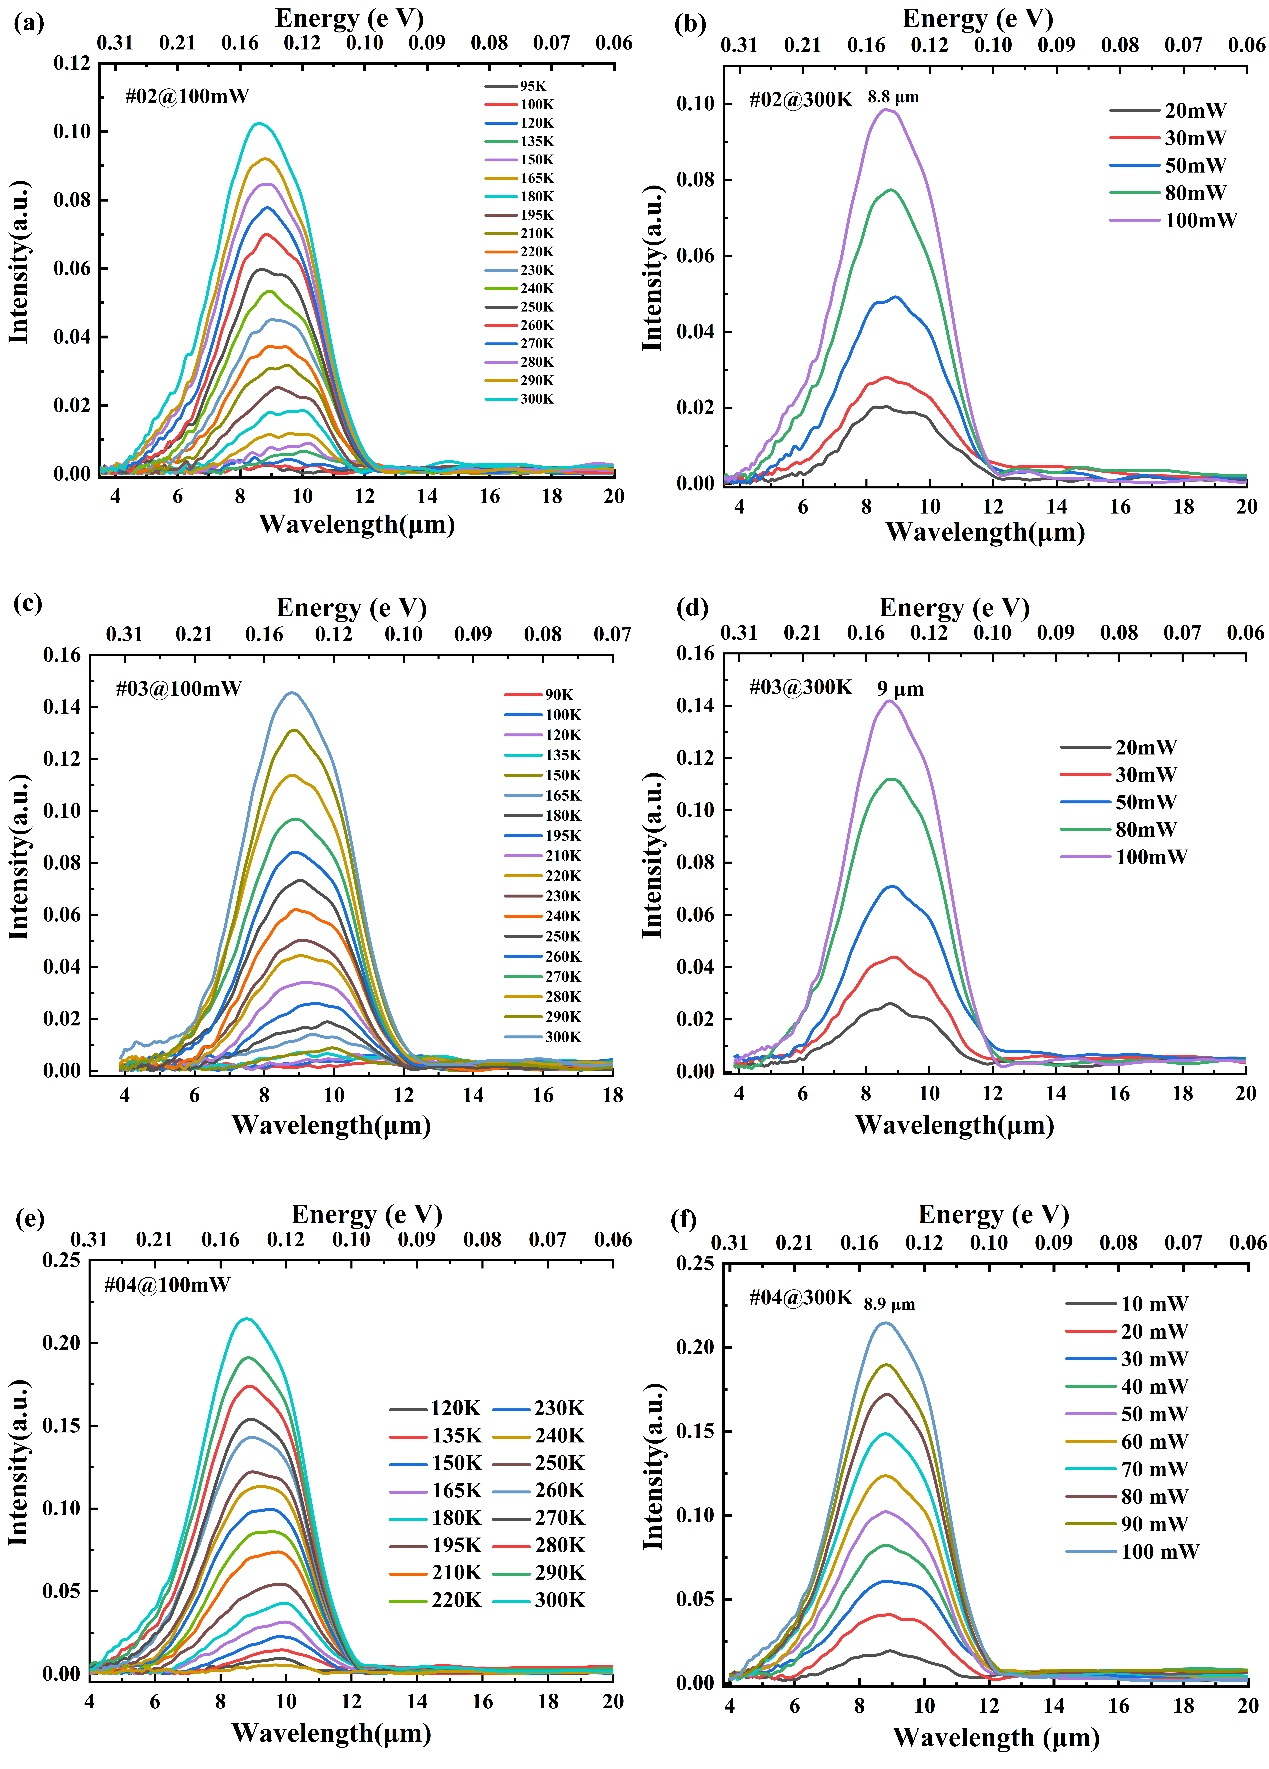 (a)
Energy (e V)
0.31 0.21 0.16 0.12 0.10 0.09 0.08 0.07 0.06
#02@100mW
95K
100K
120K
135K
150K
165K
180K
195K
210K
220K
230K
240K
250K
260K
270K
280K
290K
300K
0.12
0.10
0.08
0.06
0.04
0.02
0.00
Intensity(a.u.)
4 6 8 10 12 14 16 18 20
Wavelength(μm)
(b)
Energy (e V)
0.31 0.21 0.16 0.12 0.10 0.09 0.08 0.07 0.06
#02@300K 8.8 μm
20mW
30mW
50mW
80mW
100mW
0.10
0.08
0.06
0.04
0.02
0.00
Intensity(a.u.)
4 6 8 10 12 14 16 18 20
Wavelength(μm)
(c)
Energy (e V)
0.31 0.21 0.16 0.12 0.10 0.09 0.08 0.07
#03@100mW
90K
100K
120K
135K
150K
165K
180K
195K
210K
220K
230K
240K
250K
260K
270K
280K
290K
300K
0.16
0.14
0.12
0.10
0.08
0.06
0.04
0.02
0.00
Intensity(a.u.)
4 6 8 10 12 14 16 18
Wavelength(μm)
(d)
Energy (e V)
0.31 0.21 0.16 0.12 0.10 0.09 0.08 0.07 0.06
#03@300K 9 μm
20mW
30mW
50mW
80mW
100mW
0.16
0.14
0.12
0.10
0.08
0.06
0.04
0.02
0.00
Intensity(a.u.)
4 6 8 10 12 14 16 18 20
Wavelength(μm)
(e)
Energy (e V)
0.31 0.21 0.16 0.12 0.10 0.09 0.08 0.07 0.06
#04@100mW
120K 230K
135K 240K
150K 250K
165K 260K
180K 270K
195K 280K
210K 290K
220K 300K
0.25
0.20
0.15
0.10
0.05
0.00
Intensity(a.u.)
4 6 8 10 12 14 16 18 20
Wavelength(μm)
(f)
Energy (e V)
0.31 0.21 0.16 0.12 0.10 0.09 0.08 0.07 0.06
#04@300K 8.9 μm
10 mW
20 mW
30 mW
40 mW
50 mW
60 mW
70 mW
80 mW
90 mW
100 mW
0.25
0.20
0.15
0.10
0.05
0.00
Intensity(a.u.)
4 6 8 10 12 14 16 18 20
Wavelength (μm)